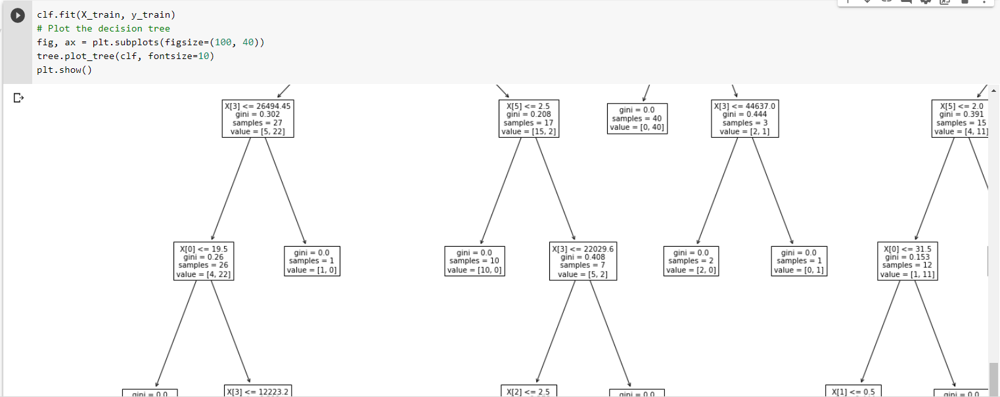 clf.fit(X_train, y_train)
# Plot the decision tree
fig, ax = plt.subplots(figsize=(100, 40))
tree.plot_tree(clf, fontsize=10)
plt.show()
X[3] <= 26494.45
gini = 0.302
samples = 27
value = [5, 22]
X[5] <= 2.5
gini = 0.208
samples = 17
value = [15, 2]
gini = 0.0
samples = 40
value = [0, 40]
X[3] <= 44637.0
gini = 0.444
samples = 3
value = [2, 1]
X[5] <= 2.0
gini = 0.391
samples = 15
value = [4, 11]
X[0] <= 19.5
gini = 0.26
samples = 26
value = [4, 22]
gini = 0.0
samples = 1
value = [1, 0]
gini = 0.0
samples = 10
value = [10, 0]
X[3] <= 22029.6
gini = 0.408
samples = 7
value = [5, 2]
gini = 0.0
samples = 2
value = [2, 0]
gini = 0.0
samples = 1
value = [0, 1]
X[0] <= 31.5
gini = 0.153
samples = 12
value = [1, 11]
gini = 0.0
X[3] <= 12223.2
X[2] <= 2.5
gini = 0.0
X[1] <= 0.5
gini = 0.0